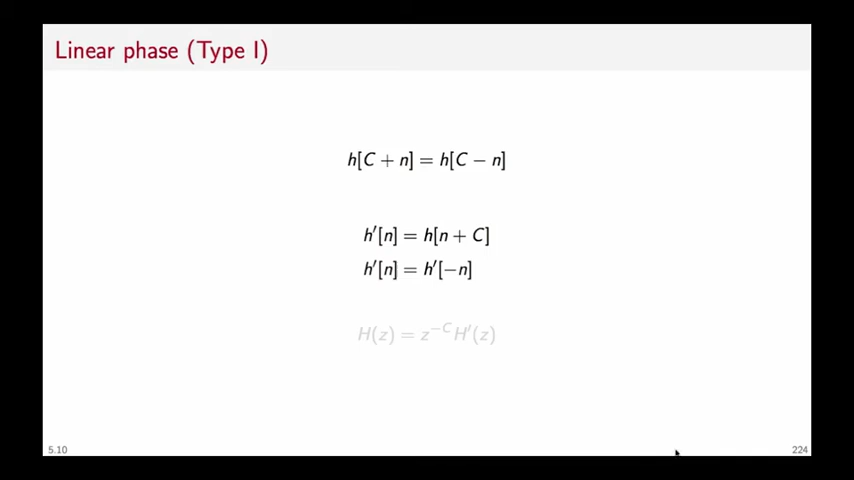 Linear phase (Type I)
h[C + n] = h[C − n]
h′[n] = h[n + C]
h′[n] = h′[−n]
H(z) = z^{−C} H′(z)
5.10
224